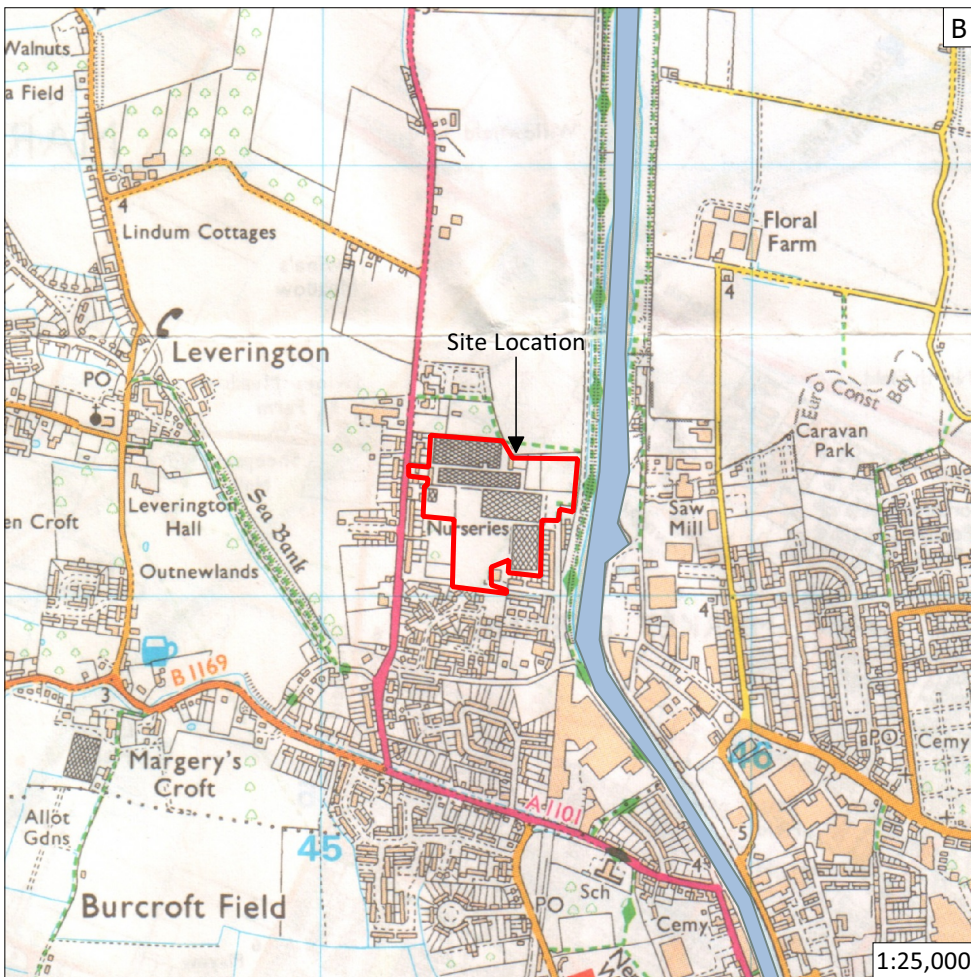 B
Walnuts
a Field
4
Lindum Cottages
Floral
Farm
4
Site Location
Leverington
PO
Euro Const
Bdy
Caravan
Park
Leverington
Hall
Sea Bank
en Croft
Nurseries
Saw
Mill
Outnewlands
4
B 1169
3
46
PO
Cemy
Margery's
Croft
5
A 1101
Allot
Gdns
45
5
4
Sch
Burcroft Field
PO
Cemy
1:25,000